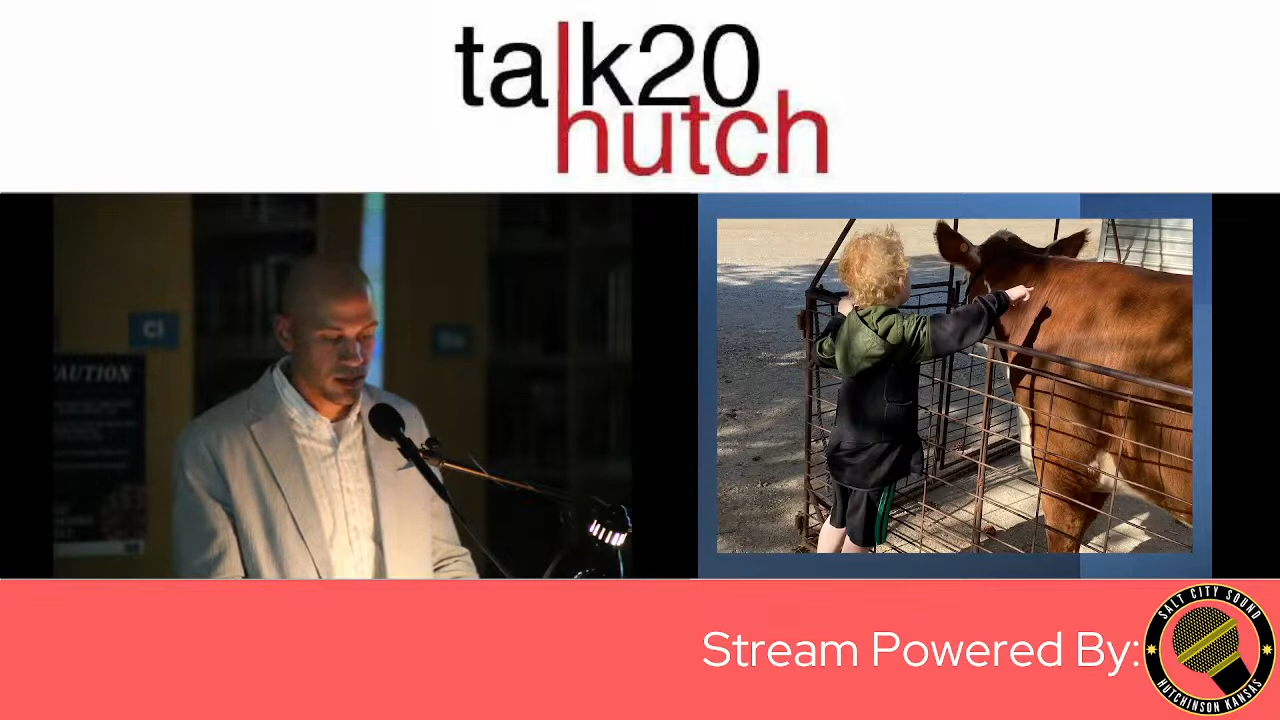 talk20
hutch
CAUTION
Stream Powered By:
SALT CITY SOUND
HUTCHINSON KANSAS